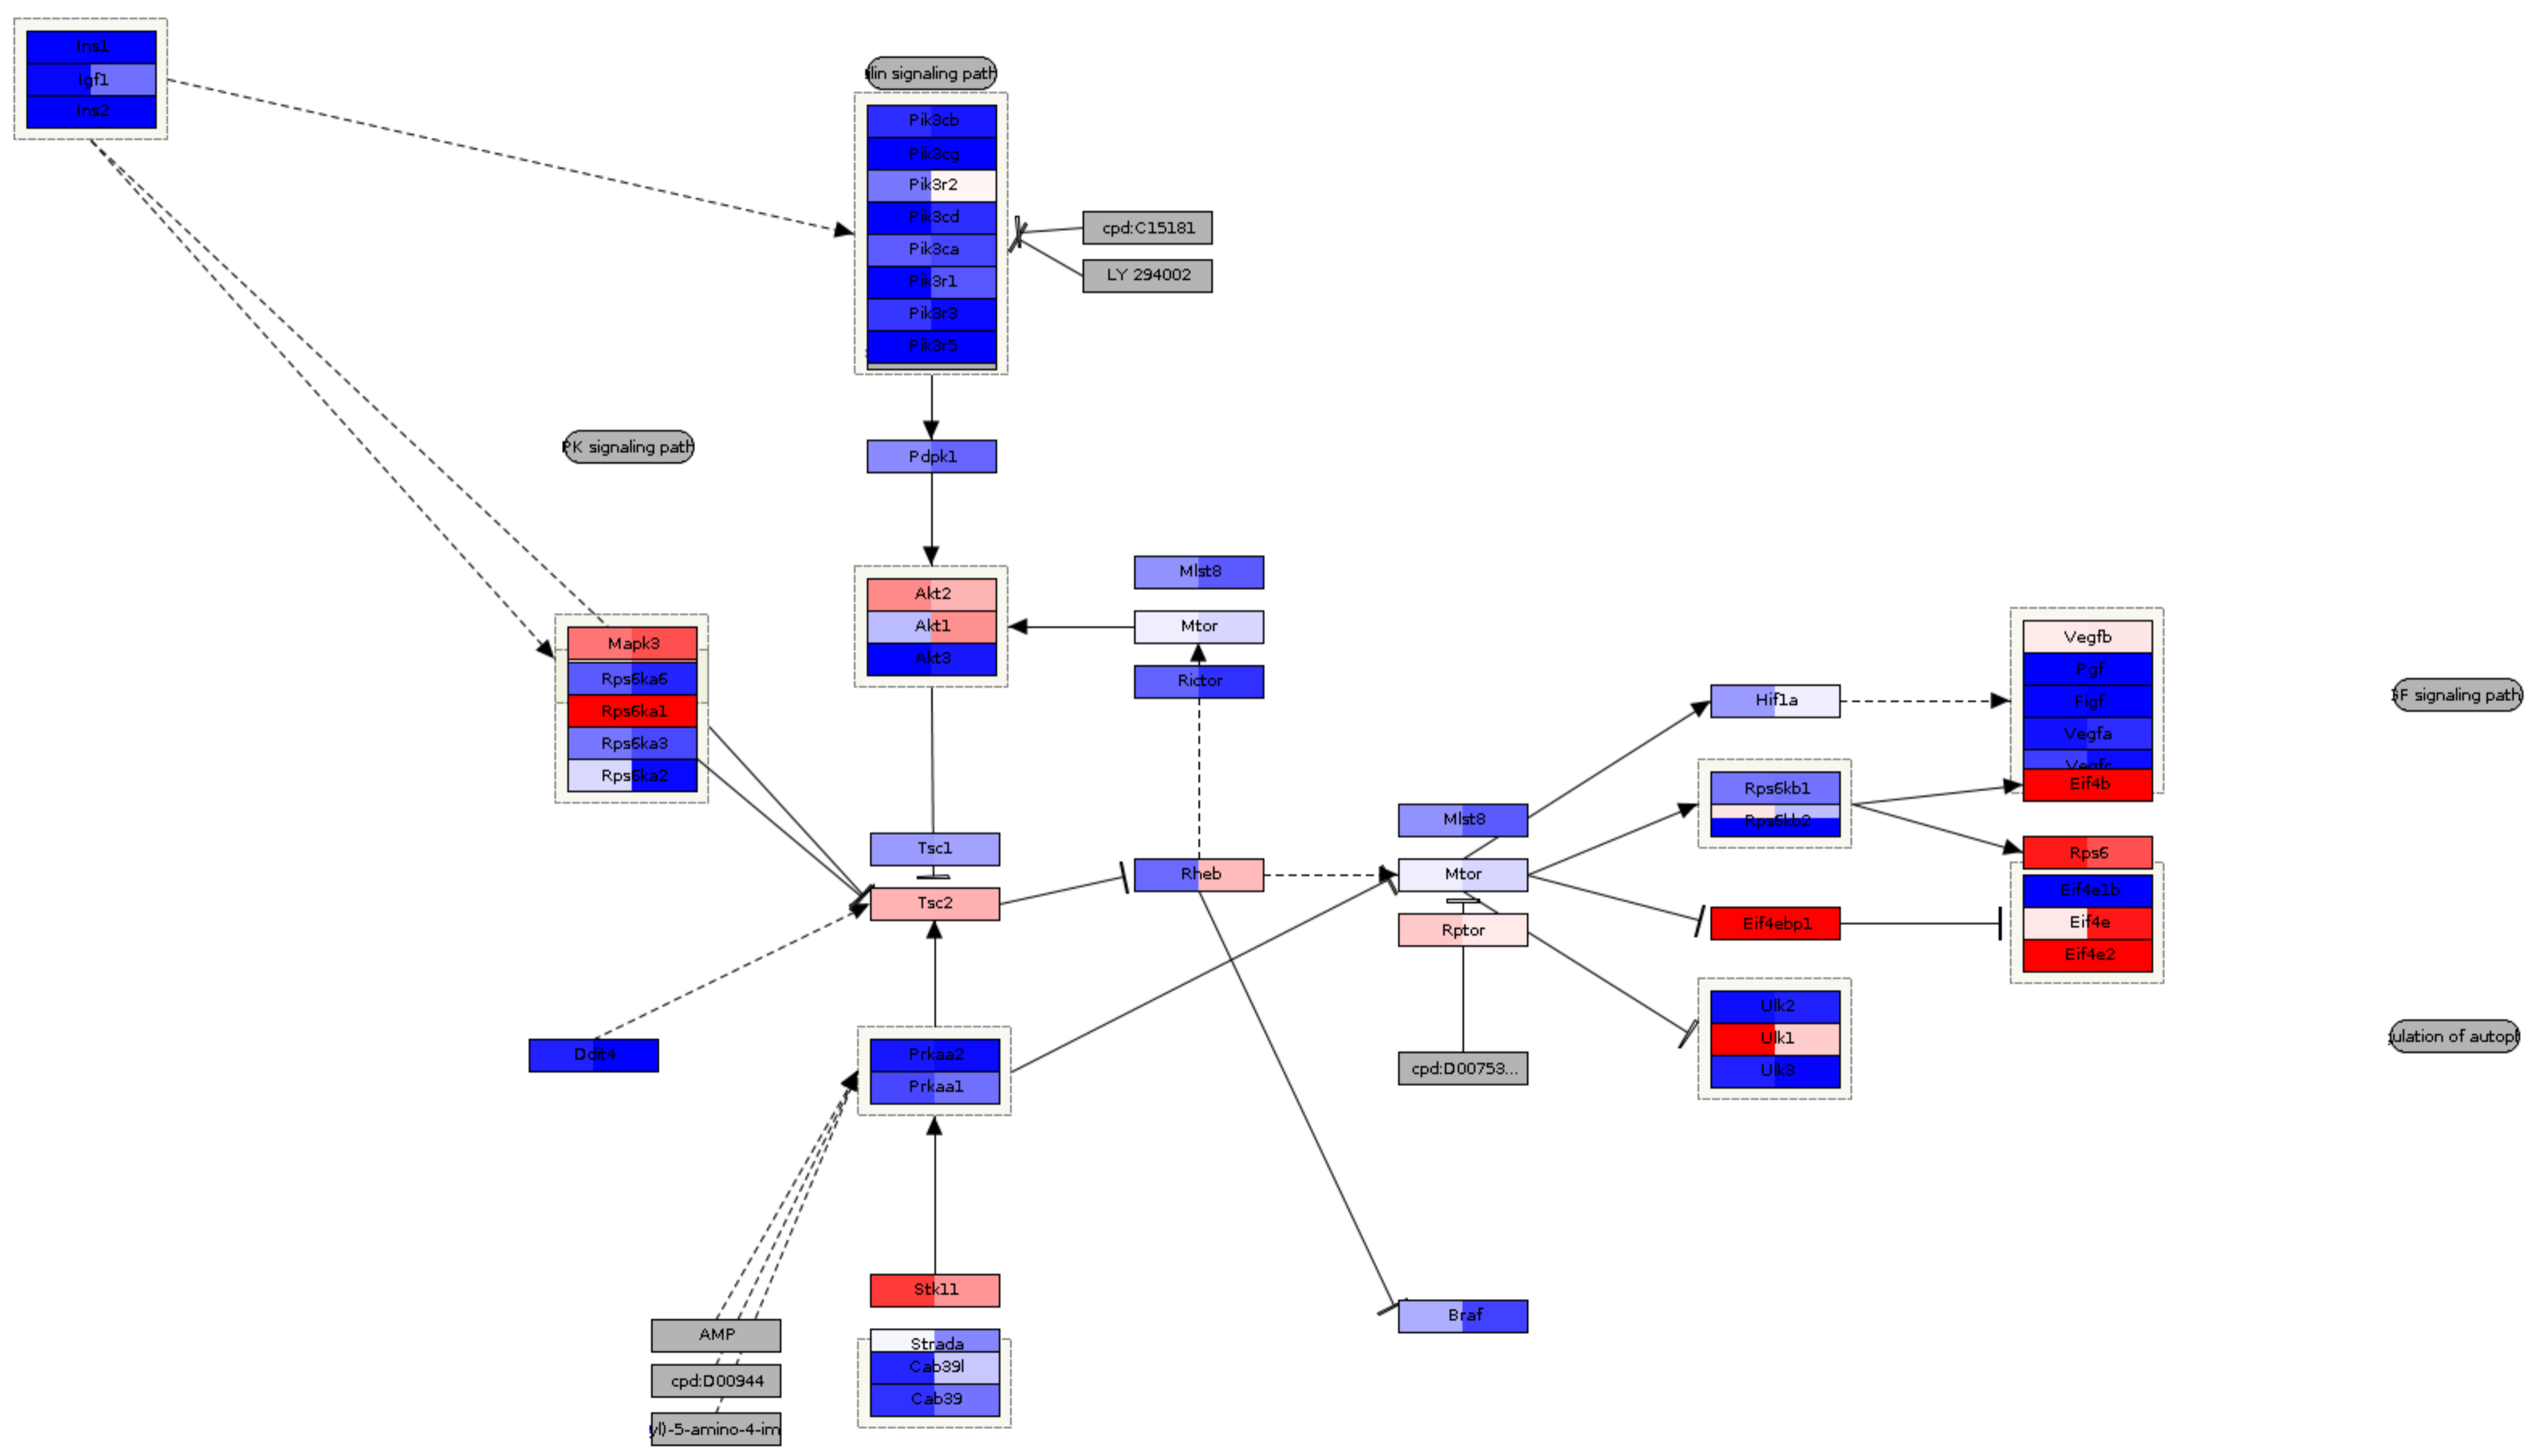 Ins1
Igf1
Ins2
lin signaling path
Pik3cb
Pik3cg
Pik3r2
Pik3cd
Pik3ca
Pik3r1
Pik3r3
Pik3r5
cpd:C15181
LY 294002
PK signaling path
Pdpk1
Mlst8
Akt2
Akt1
Akt3
Mtor
Rictor
Mapk3
Rps6ka6
Rps6ka1
Rps6ka3
Rps6ka2
Hif1a
Vegfb
Pgf
Figf
Vegfa
Vegfc
Eif4b
GF signaling path
Rps6kb1
Rps6kb2
Tsc1
Tsc2
Rheb
Mlst8
Mtor
Rptor
Eif4ebp1
Rps6
Eif4e1b
Eif4e
Eif4e2
Ddit4
Prkaa2
Prkaa1
cpd:D00753...
Ulk2
Ulk1
Ulk3
ulation of autoph
Stk11
Strada
Cab39l
Cab39
Braf
AMP
cpd:D00944
yl)-5-amino-4-im